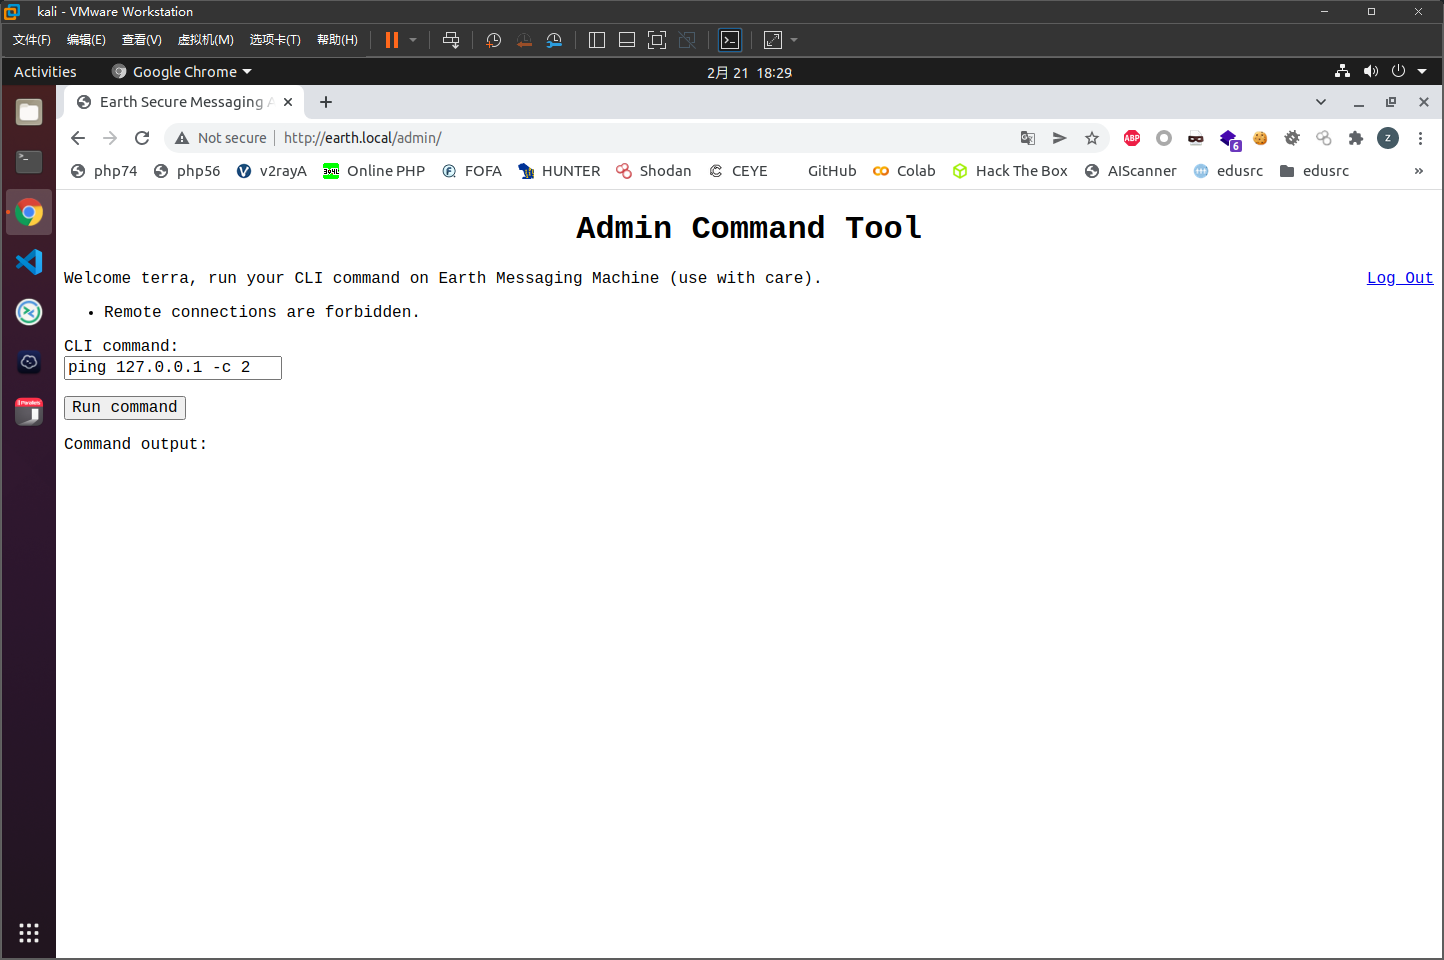 kali - VMware Workstation
文件(F) 编辑(E) 查看(V) 虚拟机(M) 选项卡(T) 帮助(H)
Activities Google Chrome 2月 21 18:29
Earth Secure Messaging A
Not secure http://earth.local/admin/ ABP 6 z
php74 php56 v2rayA Online PHP FOFA HUNTER Shodan CEYE GitHub Colab Hack The Box AIScanner edusrc edusrc »
Admin Command Tool
Welcome terra, run your CLI command on Earth Messaging Machine (use with care). Log Out
• Remote connections are forbidden.
CLI command:
ping 127.0.0.1 -c 2
Run command
Command output: